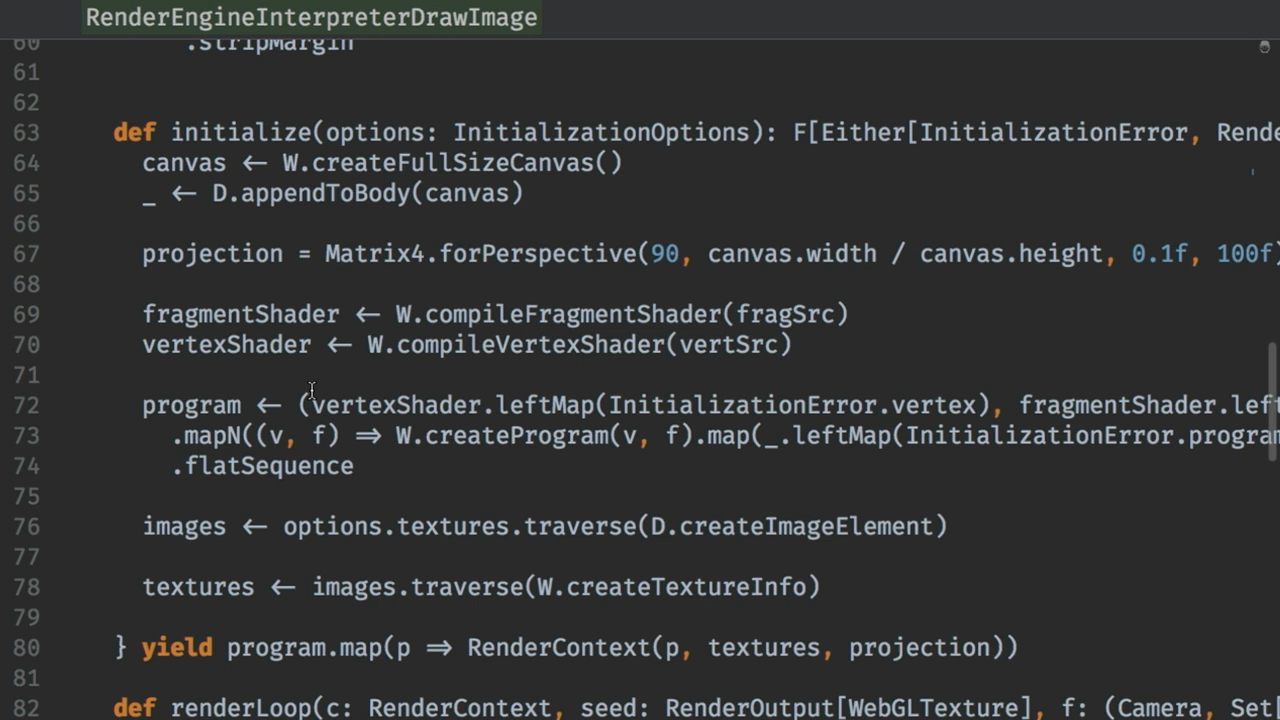 RenderEngineInterpreterDrawImage
60 .stripMargin
61
62
63 def initialize(options: InitializationOptions): F[Either[InitializationError, Rende
64 canvas ← W.createFullSizeCanvas()
65 _ ← D.appendToBody(canvas)
66
67 projection = Matrix4.forPerspective(90, canvas.width / canvas.height, 0.1f, 100f)
68
69 fragmentShader ← W.compileFragmentShader(fragSrc)
70 vertexShader ← W.compileVertexShader(vertSrc)
71
72 program ← (vertexShader.leftMap(InitializationError.vertex), fragmentShader.left
73 .mapN((v, f) ⇒ W.createProgram(v, f).map(_.leftMap(InitializationError.program
74 .flatSequence
75
76 images ← options.textures.traverse(D.createImageElement)
77
78 textures ← images.traverse(W.createTextureInfo)
79
80 } yield program.map(p ⇒ RenderContext(p, textures, projection))
81
82 def renderLoop(c: RenderContext, seed: RenderOutput[WebGLTexture], f: (Camera, Set[